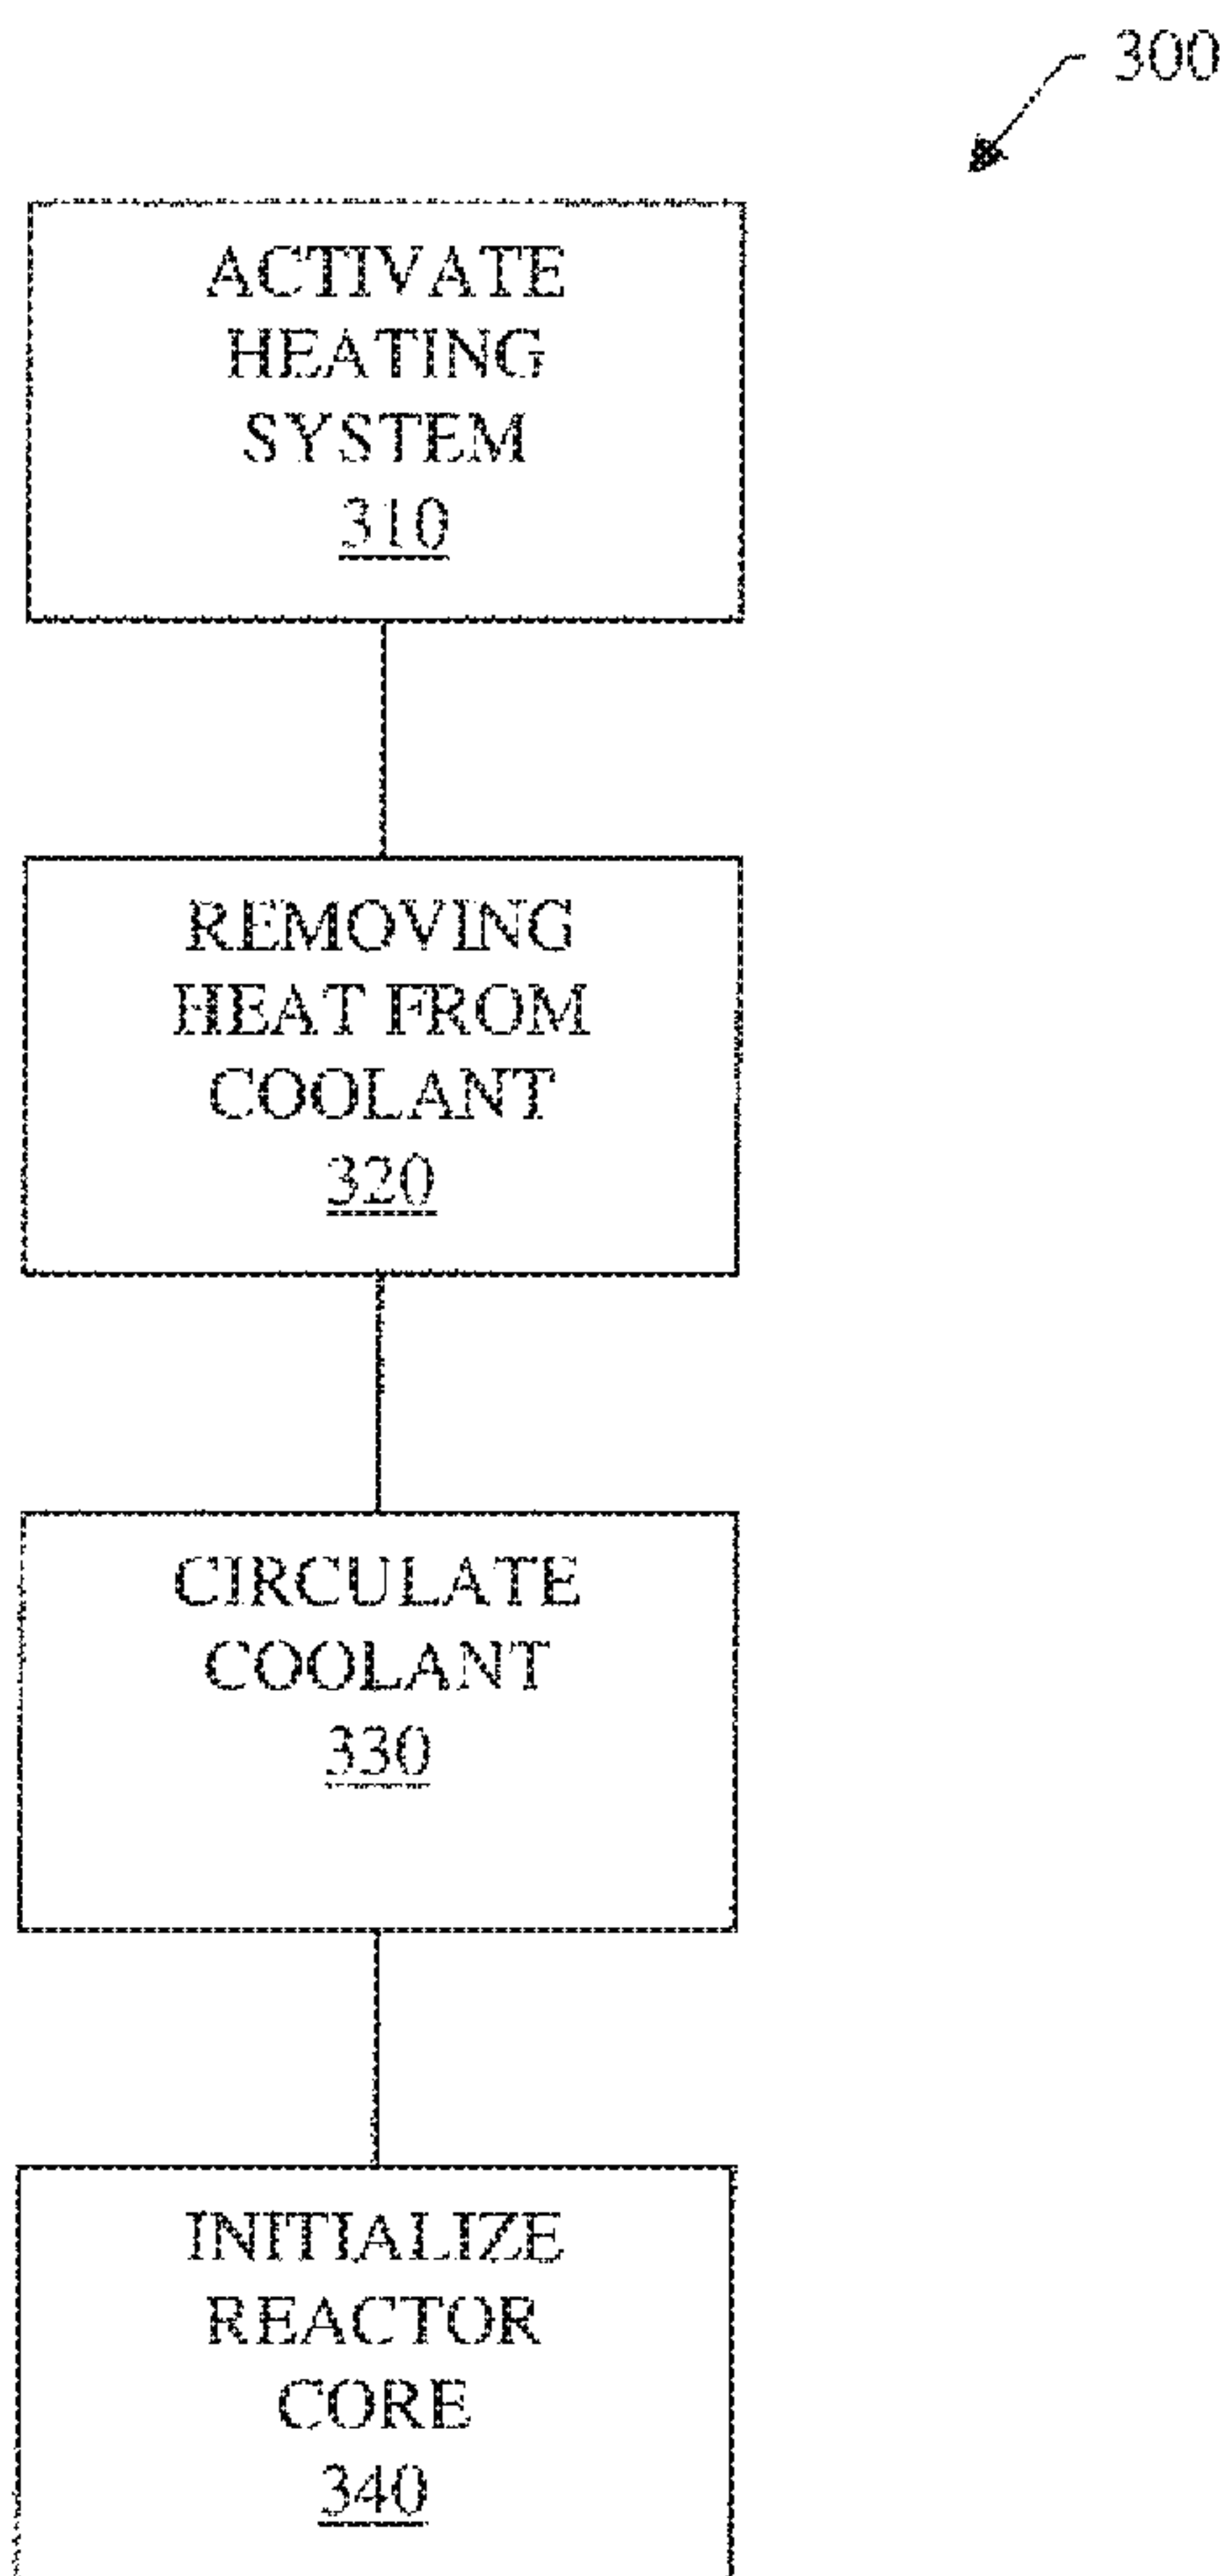 300
ACTIVATE
HEATING
SYSTEM
310
REMOVING
HEAT FROM
COOLANT
320
CIRCULATE
COOLANT
330
INITIALIZE
REACTOR
CORE
340